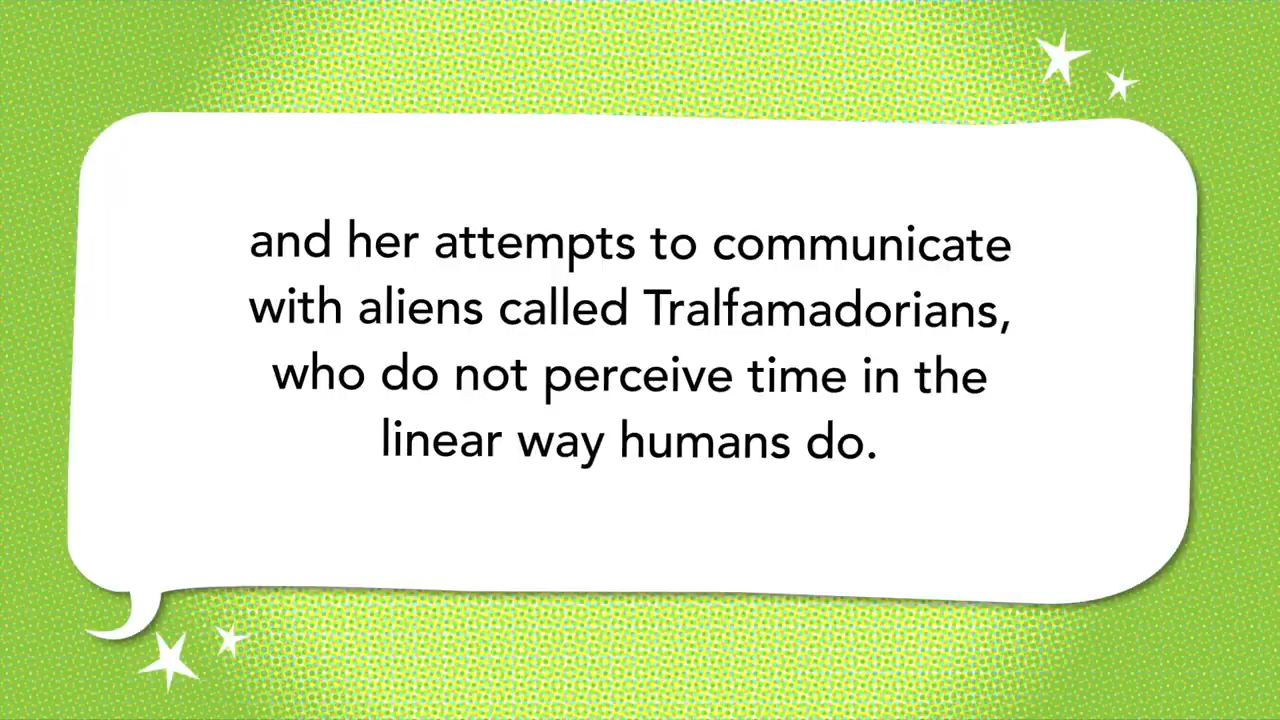 and her attempts to communicate
with aliens called Tralfamadorians,
who do not perceive time in the
linear way humans do.